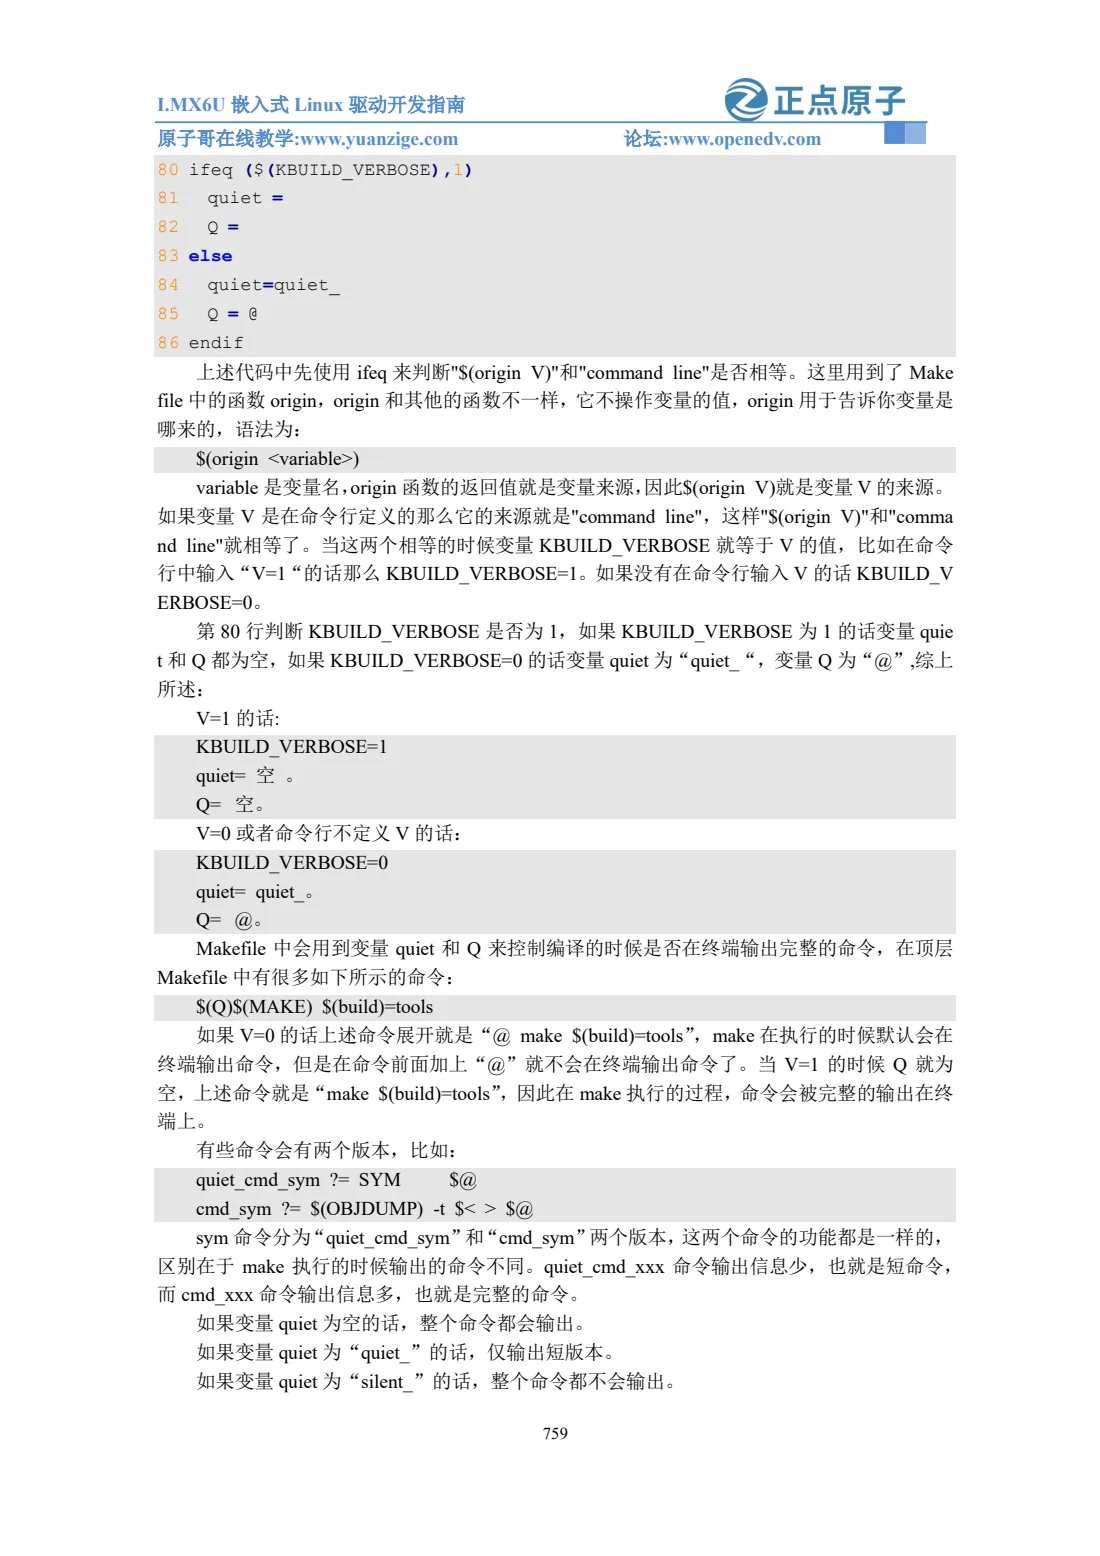 I.MX6U 嵌入式 Linux 驱动开发指南
正点原子
原子哥在线教学:www.yuanzige.com 论坛:www.openedv.com
80 ifeq ($(KBUILD_VERBOSE),1)
81 quiet =
82 Q =
83 else
84 quiet=quiet_
85 Q = @
86 endif
上述代码中先使用 ifeq 来判断"$(origin V)"和"command line"是否相等。这里用到了 Make
file 中的函数 origin，origin 和其他的函数不一样，它不操作变量的值，origin 用于告诉你变量是
哪来的，语法为：
$(origin <variable>)
variable 是变量名，origin 函数的返回值就是变量来源，因此$(origin V)就是变量 V 的来源。
如果变量 V 是在命令行定义的那么它的来源就是"command line"，这样"$(origin V)"和"comma
nd line"就相等了。当这两个相等的时候变量 KBUILD_VERBOSE 就等于 V 的值，比如在命令
行中输入“V=1“的话那么 KBUILD_VERBOSE=1。如果没有在命令行输入 V 的话 KBUILD_V
ERBOSE=0。
第 80 行判断 KBUILD_VERBOSE 是否为 1，如果 KBUILD_VERBOSE 为 1 的话变量 quie
t 和 Q 都为空，如果 KBUILD_VERBOSE=0 的话变量 quiet 为“quiet_“，变量 Q 为“@”,综上
所述：
V=1 的话:
KBUILD_VERBOSE=1
quiet= 空 。
Q= 空。
V=0 或者命令行不定义 V 的话：
KBUILD_VERBOSE=0
quiet= quiet_。
Q= @。
Makefile 中会用到变量 quiet 和 Q 来控制编译的时候是否在终端输出完整的命令，在顶层
Makefile 中有很多如下所示的命令：
$(Q)$(MAKE) $(build)=tools
如果 V=0 的话上述命令展开就是“@ make $(build)=tools”，make 在执行的时候默认会在
终端输出命令，但是在命令前面加上“@”就不会在终端输出命令了。当 V=1 的时候 Q 就为
空，上述命令就是“make $(build)=tools”，因此在 make 执行的过程，命令会被完整的输出在终
端上。
有些命令会有两个版本，比如：
quiet_cmd_sym ?= SYM $@
cmd_sym ?= $(OBJDUMP) -t $< > $@
sym 命令分为“quiet_cmd_sym”和“cmd_sym”两个版本，这两个命令的功能都是一样的，
区别在于 make 执行的时候输出的命令不同。quiet_cmd_xxx 命令输出信息少，也就是短命令，
而 cmd_xxx 命令输出信息多，也就是完整的命令。
如果变量 quiet 为空的话，整个命令都会输出。
如果变量 quiet 为“quiet_”的话，仅输出短版本。
如果变量 quiet 为“silent_”的话，整个命令都不会输出。
759